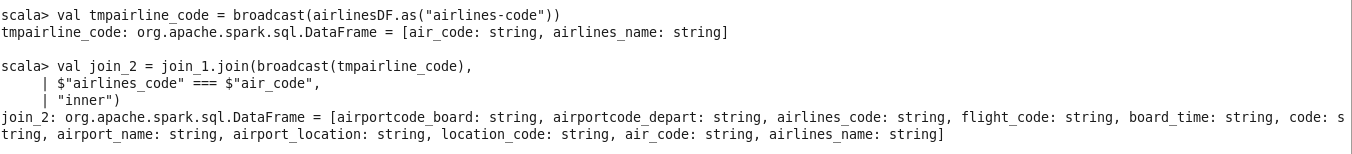 scala> val tmpairline_code = broadcast(airlinesDF.as("airlines-code"))
tmpairline_code: org.apache.spark.sql.DataFrame = [air_code: string, airlines_name: string]
scala> val join_2 = join_1.join(broadcast(tmpairline_code),
     | $"airlines_code" === $"air_code",
     | "inner")
join_2: org.apache.spark.sql.DataFrame = [airportcode_board: string, airportcode_depart: string, airlines_code: string, flight_code: string, board_time: string, code: s
tring, airport_name: string, airport_location: string, location_code: string, air_code: string, airlines_name: string]